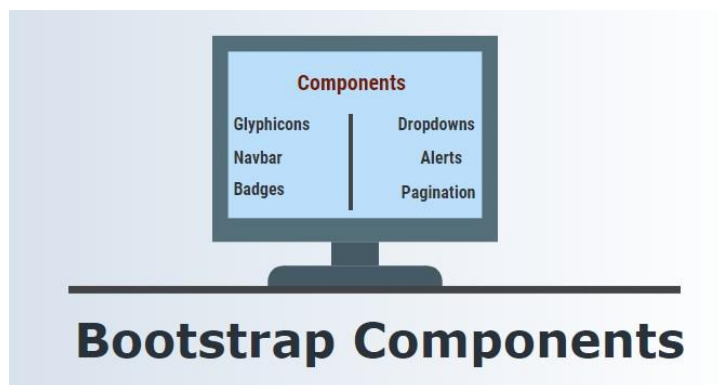 Components
Glyphicons
Navbar
Badges
Dropdowns
Alerts
Pagination
Bootstrap Components